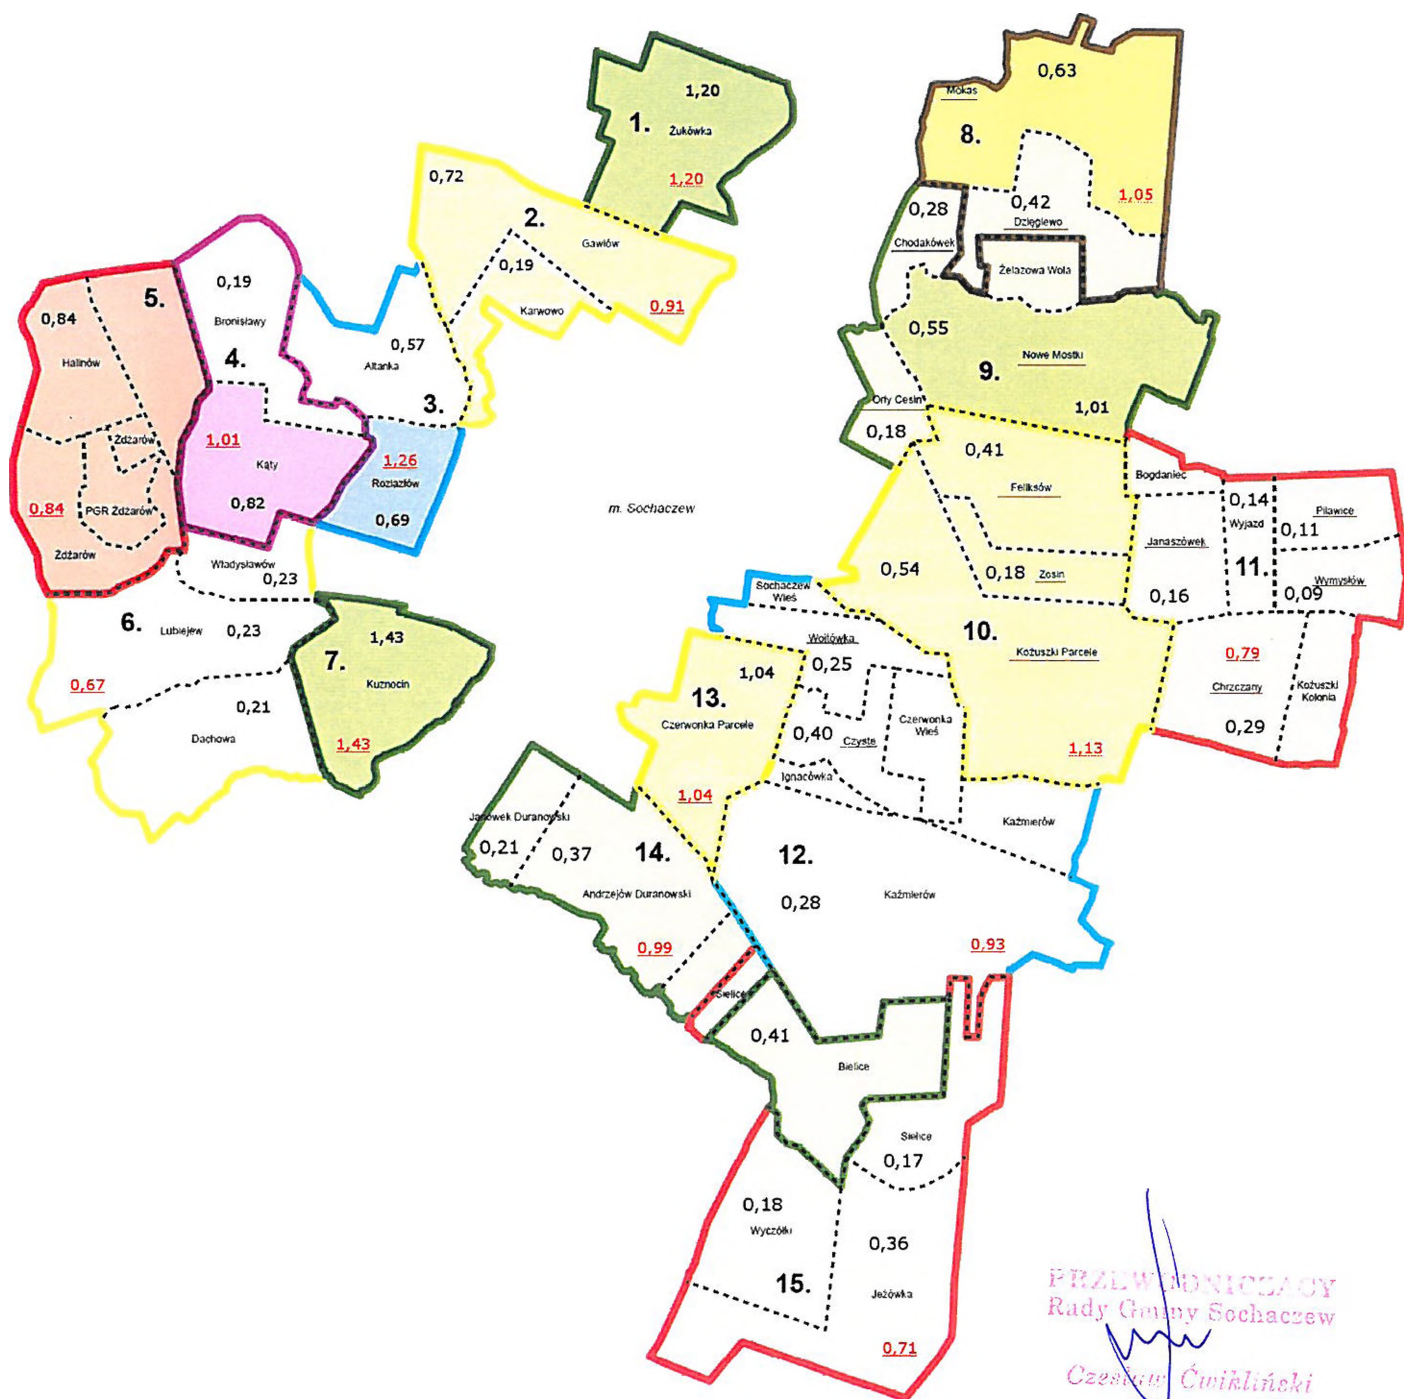 1,20
1.
Żukówka
1,20
0,72
2.
Gawłów
0,19
Karwowo
0,91
0,63
Mokas
8.
0,42
1,05
Dzięglewo
0,28
Chodakówek
Żelazowa Wola
0,55
Nowe Mostki
9.
1,01
Orły Cesin
0,18
0,19
Bronisławy
4.
5.
0,84
Halinów
0,57
Altanka
3.
1,01
Kąty
0,82
1,26
Roziazłów
0,69
Żdżarów
0,84
PGR Żdżarów
Żdżarów
Władysławów
0,23
6.
Lubiejew
0,23
0,67
0,21
Dachowa
1,43
7.
Kuznocin
1,43
m. Sochaczew
0,41
Feliksów
0,54
0,18
Zosin
10.
Kożuszki Parcele
1,13
Bogdaniec
0,14
Wyjazd
0,11
Pilawice
Janaszówek
11.
0,16
0,09
Wymysłów
0,79
Chrzczany
0,29
Kożuszki
Kolonia
Sochaczew
Wieś
Wojtówka
0,25
1,04
13.
Czerwonka Parcele
0,40
Czyste
Czerwonka
Wieś
Ignacówka
1,04
Kaźmierów
Janówek Duranowski
0,21
0,37
14.
12.
Andrzejów Duranowski
0,28
Kaźmierów
0,99
0,93
Sielice
0,41
Bielice
Sielice
0,17
0,18
Wyczółki
0,36
15.
Jeżówka
0,71
PRZEWODNICZĄCY
Rady Gminy Sochaczew
Czesław Ćwikliński